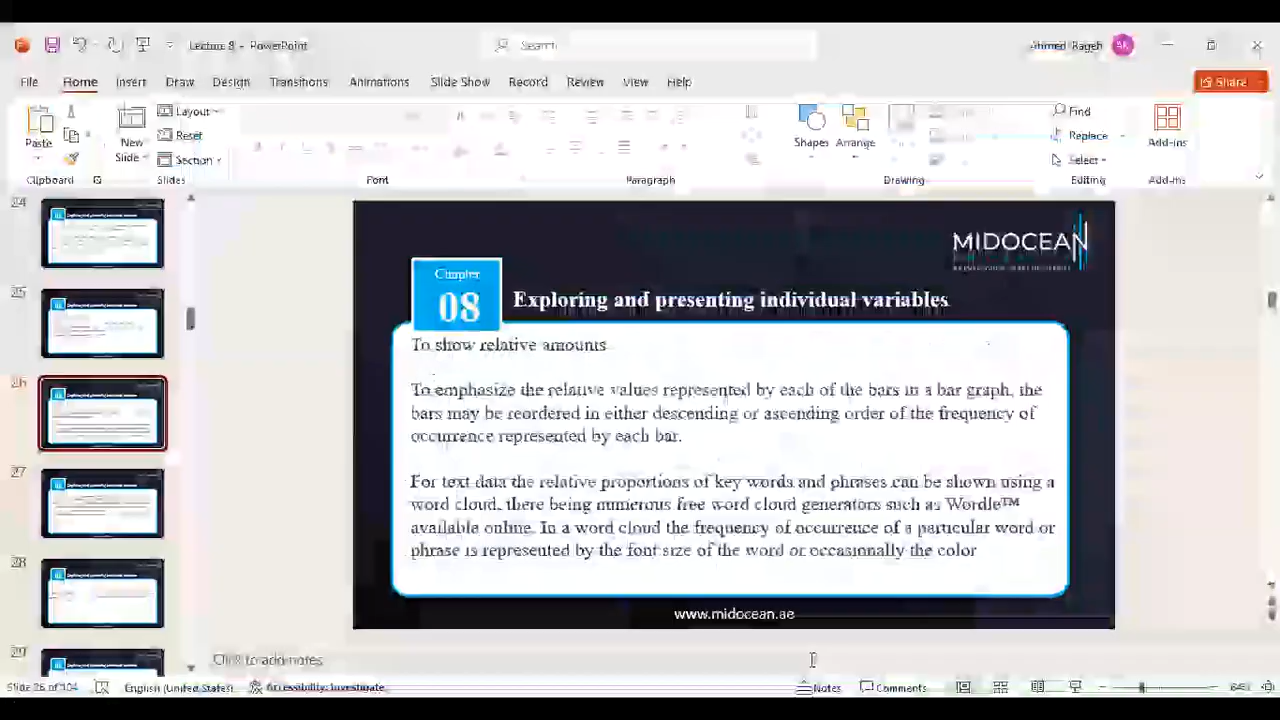 Lecture 8 - PowerPoint
Search
Ahmed Rageh
AR
File Home Insert Draw Design Transitions Animations Slide Show Record Review View Help
Share
Paste
New Slide
Layout
Reset
Section
Shapes
Arrange
Find
Replace
Select
Add-ins
Clipboard Slides Font Paragraph Drawing Editing Add-ins
24
25
26
27
28
29
MIDOCEAN
Chapter
08
Exploring and presenting individual variables
To show relative amounts
To emphasize the relative values represented by each of the bars in a bar graph, the
bars may be reordered in either descending or ascending order of the frequency of
occurrence represented by each bar.
For text data the relative proportions of key words and phrases can be shown using a
word cloud, there being numerous free word cloud generators such as Wordle™
available online. In a word cloud the frequency of occurrence of a particular word or
phrase is represented by the font size of the word or occasionally the color
www.midocean.ae
Click to add notes
Slide 26 of 104 English (United States) Accessibility: Investigate Notes Comments 64%